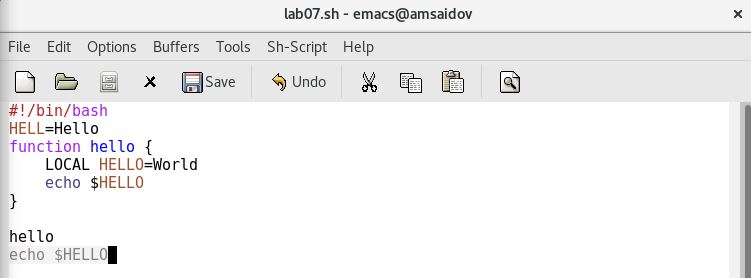 lab07.sh - emacs@amsaidov
File Edit Options Buffers Tools Sh-Script Help
Save Undo
#!/bin/bash
HELL=Hello
function hello {
    LOCAL HELLO=World
    echo $HELLO
}
hello
echo $HELLO